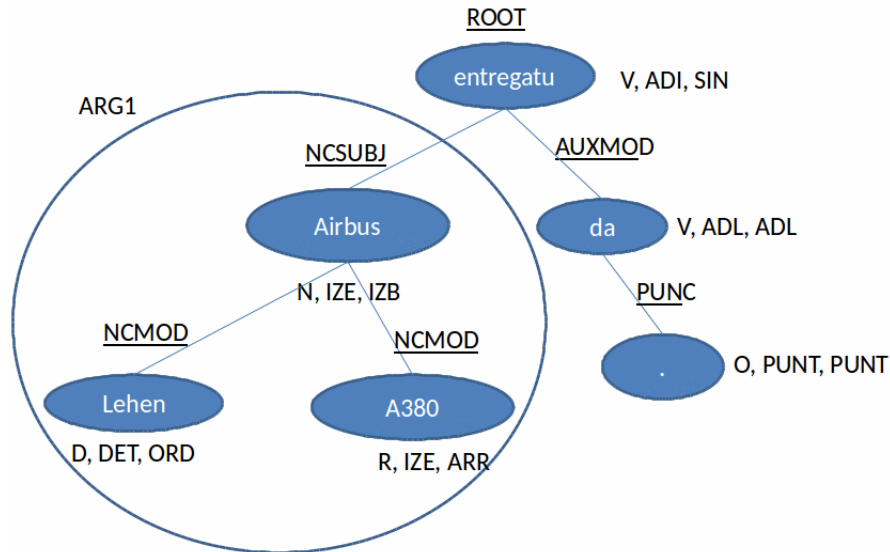 ROOT
entregatu
V, ADI, SIN
ARG1
NCSUBJ
AUXMOD
Airbus
da
V, ADL, ADL
N, IZE, IZB
PUNC
NCMOD
NCMOD
.
O, PUNT, PUNT
Lehen
A380
D, DET, ORD
R, IZE, ARR